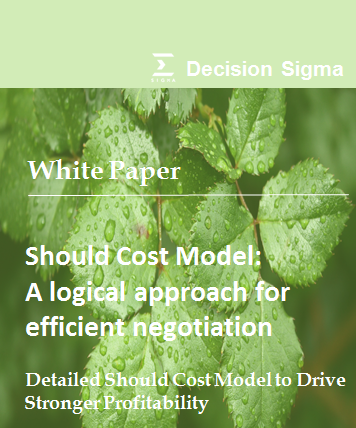 Σ
SIGMA
Decision Sigma
White Paper
Should Cost Model:
A logical approach for
efficient negotiation
Detailed Should Cost Model to Drive
Stronger Profitability